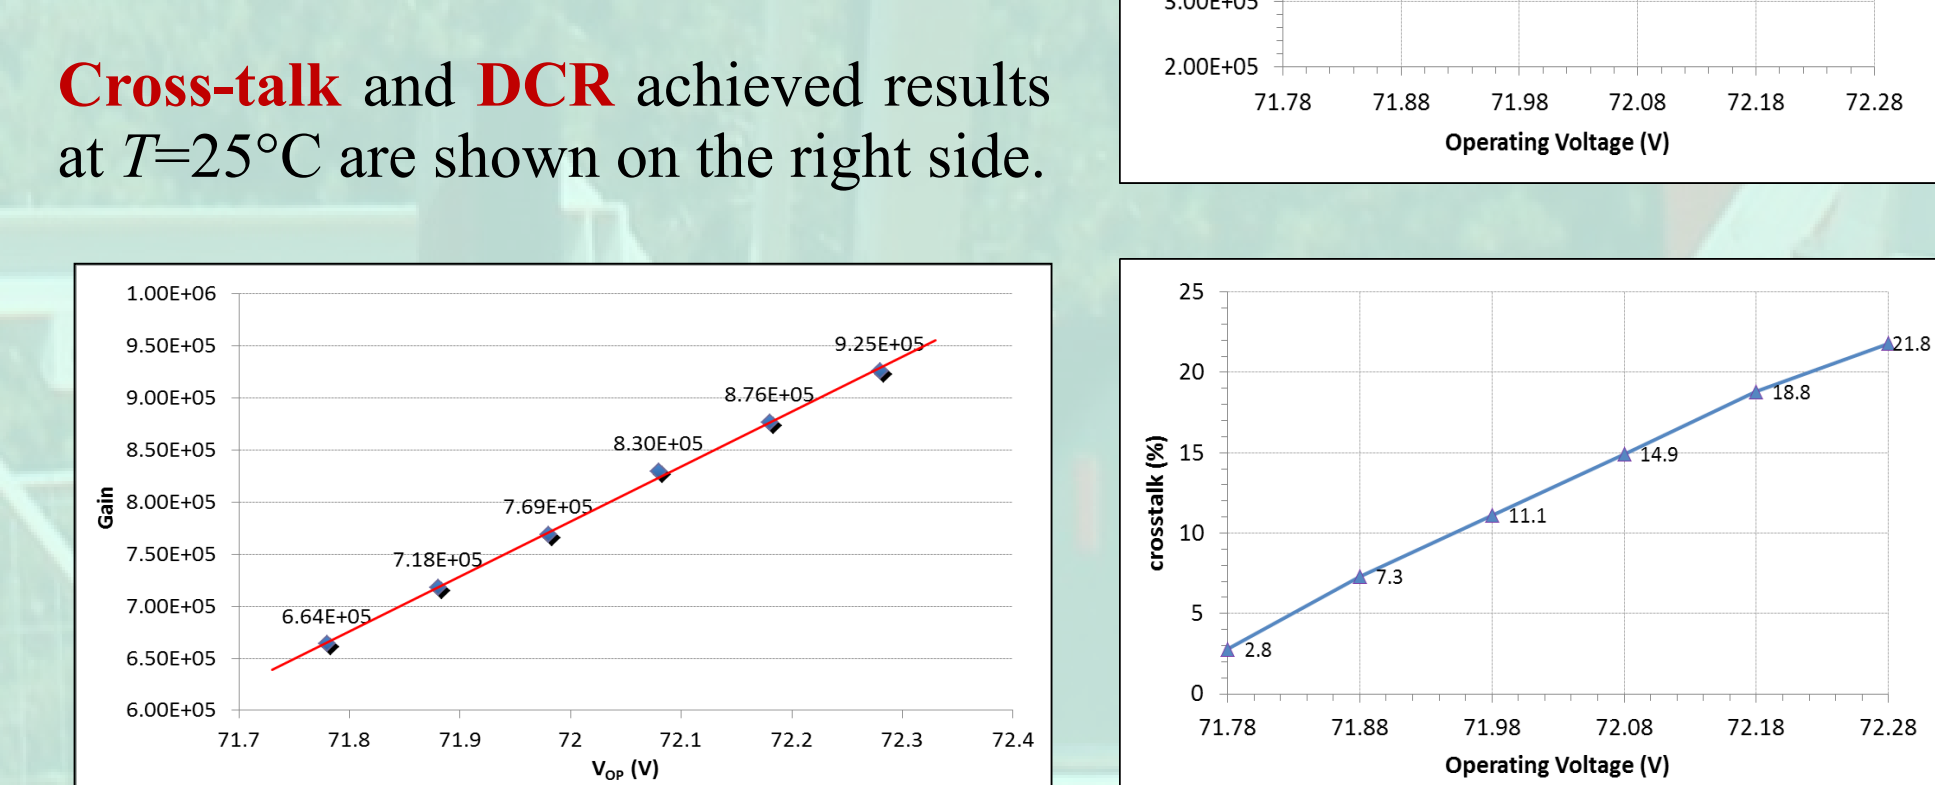 Cross-talk and DCR achieved results
at T=25°C are shown on the right side.
3.00E+05
2.00E+05
71.78 71.88 71.98 72.08 72.18 72.28
Operating Voltage (V)
1.00E+06
9.50E+05
9.00E+05
8.50E+05
8.00E+05
7.50E+05
7.00E+05
6.50E+05
6.00E+05
Gain
9.25E+05
8.76E+05
8.30E+05
7.69E+05
7.18E+05
6.64E+05
71.7 71.8 71.9 72 72.1 72.2 72.3 72.4
VOP (V)
25
20
15
10
5
0
crosstalk (%)
21.8
18.8
14.9
11.1
7.3
2.8
71.78 71.88 71.98 72.08 72.18 72.28
Operating Voltage (V)